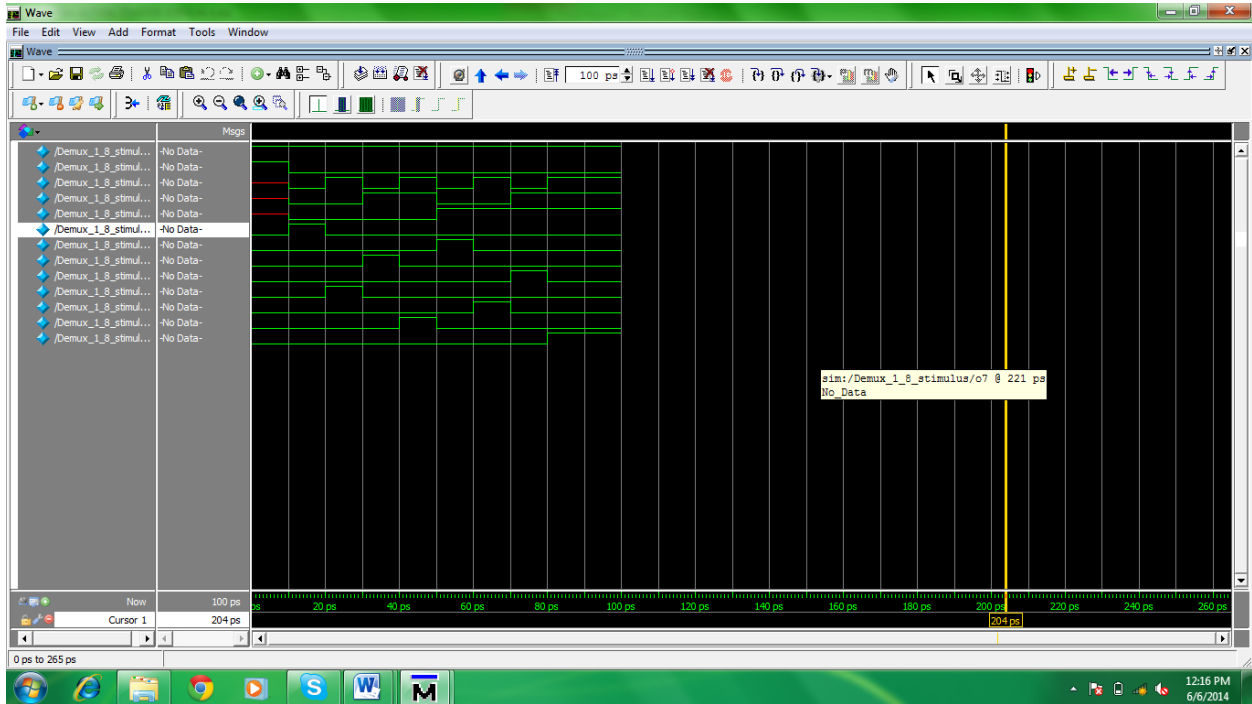 Wave
File Edit View Add Format Tools Window
Wave
100 ps
Msgs
/Demux_1_8_stimul... -No Data-
/Demux_1_8_stimul... -No Data-
/Demux_1_8_stimul... -No Data-
/Demux_1_8_stimul... -No Data-
/Demux_1_8_stimul... -No Data-
/Demux_1_8_stimul... -No Data-
/Demux_1_8_stimul... -No Data-
/Demux_1_8_stimul... -No Data-
/Demux_1_8_stimul... -No Data-
/Demux_1_8_stimul... -No Data-
/Demux_1_8_stimul... -No Data-
/Demux_1_8_stimul... -No Data-
/Demux_1_8_stimul... -No Data-
sim:/Demux_1_8_stimulus/o7 @ 221 ps
No_Data
Now 100 ps ps 20 ps 40 ps 60 ps 80 ps 100 ps 120 ps 140 ps 160 ps 180 ps 200 ps 220 ps 240 ps 260 ps
Cursor 1 204 ps 204 ps
0 ps to 265 ps
12:16 PM
6/6/2014